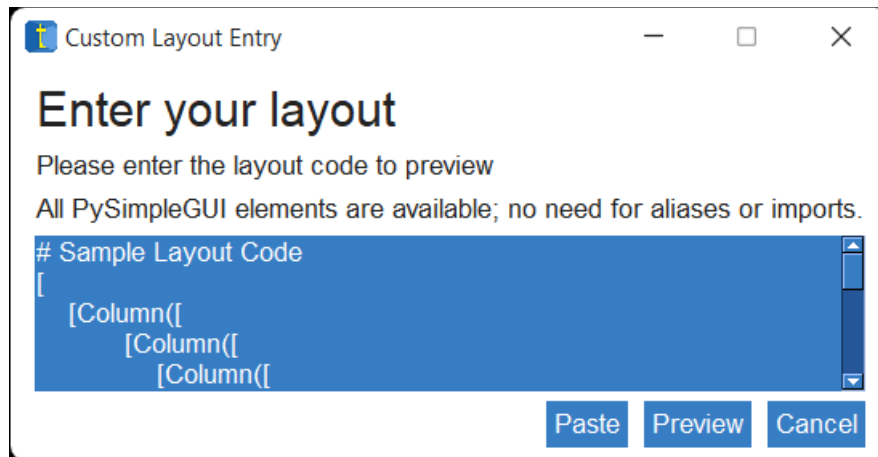 Custom Layout Entry
Enter your layout
Please enter the layout code to preview
All PySimpleGUI elements are available; no need for aliases or imports.
# Sample Layout Code
[
    [Column([
        [Column([
            [Column([
Paste Preview Cancel